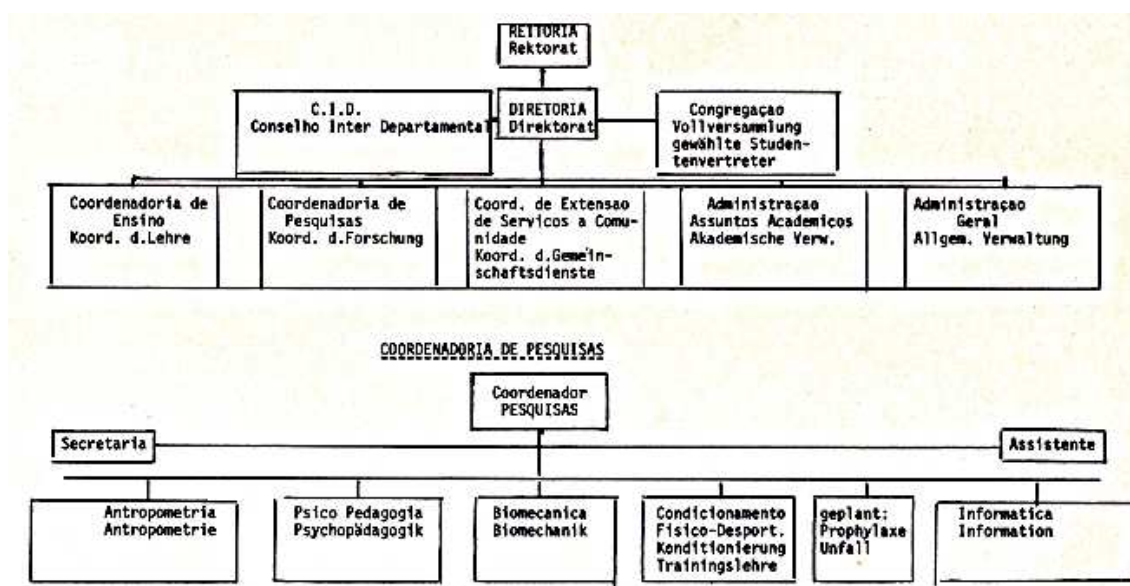 REITORIA
Rektorat
C.I.D.
Conselho Inter Departamental
DIRETORIA
Direktorat
Congregaçao
Vollversammlung
gewählte Studen-
tenvertreter
Coordenadoria de
Ensino
Koord. d.Lehre
Coordenadoria de
Pesquisas
Koord. d.Forschung
Coord. de Extensao
de Servicos a Comu-
nidade
Koord. d.Gemein-
schaftsdienste
Administraçao
Assuntos Academicos
Akademische Verw.
Administraçao
Geral
Allgem. Verwaltung
COORDENADORIA DE PESQUISAS
Coordenador
PESQUISAS
Secretaria
Assistente
Antropometria
Antropometrie
Psico Pedagogia
Psychopädagogik
Biomecanica
Biomechanik
Condicionamento
Fisico-Desport.
Konditionierung
Trainingslehre
geplant:
Prophylaxe
Unfall
Informatica
Information